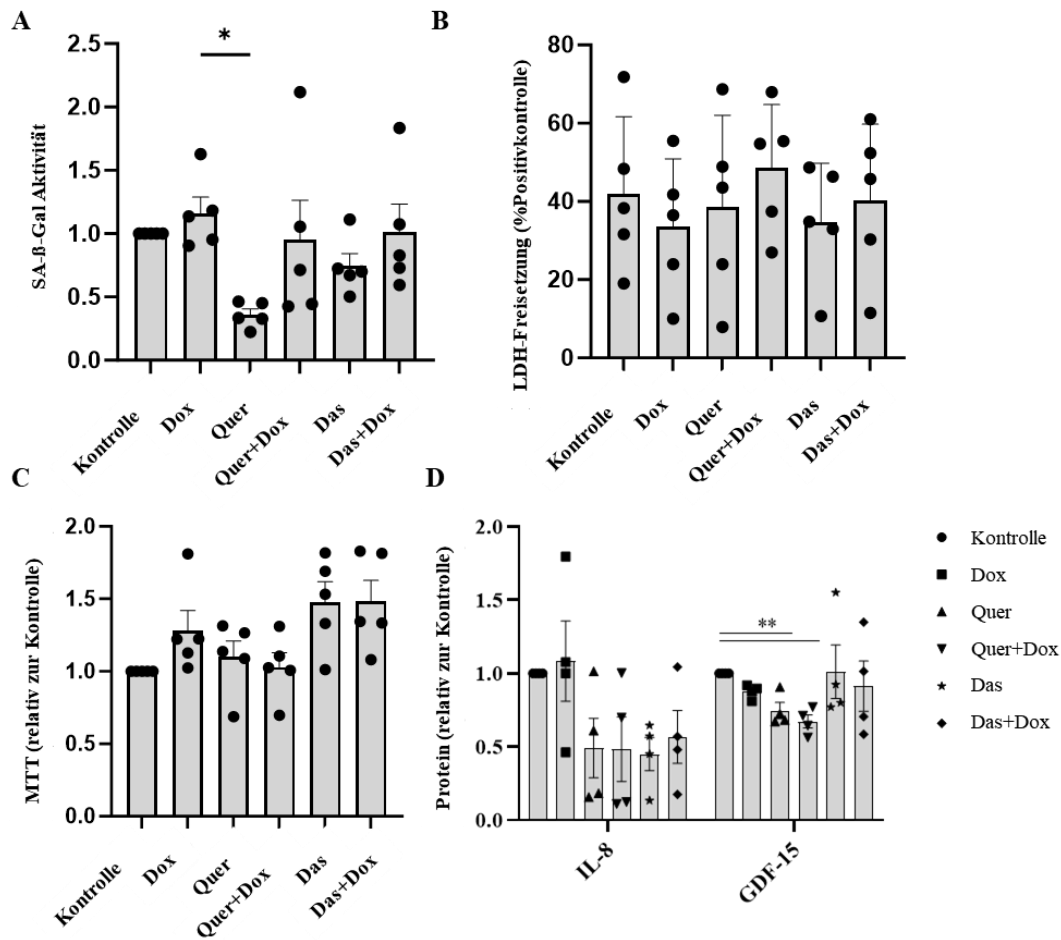 A
SA-ß-Gal Aktivität
2.5
2.0
1.5
1.0
0.5
0.0
*
Kontrolle
Dox
Quer
Quer+Dox
Das
Das+Dox
B
LDH-Freisetzung (%Positivkontrolle)
80
60
40
20
0
Kontrolle
Dox
Quer
Quer+Dox
Das
Das+Dox
C
MTT (relativ zur Kontrolle)
2.0
1.5
1.0
0.5
0.0
Kontrolle
Dox
Quer
Quer+Dox
Das
Das+Dox
D
Protein (relativ zur Kontrolle)
2.0
1.5
1.0
0.5
0.0
**
IL-8
GDF-15
Kontrolle
Dox
Quer
Quer+Dox
Das
Das+Dox